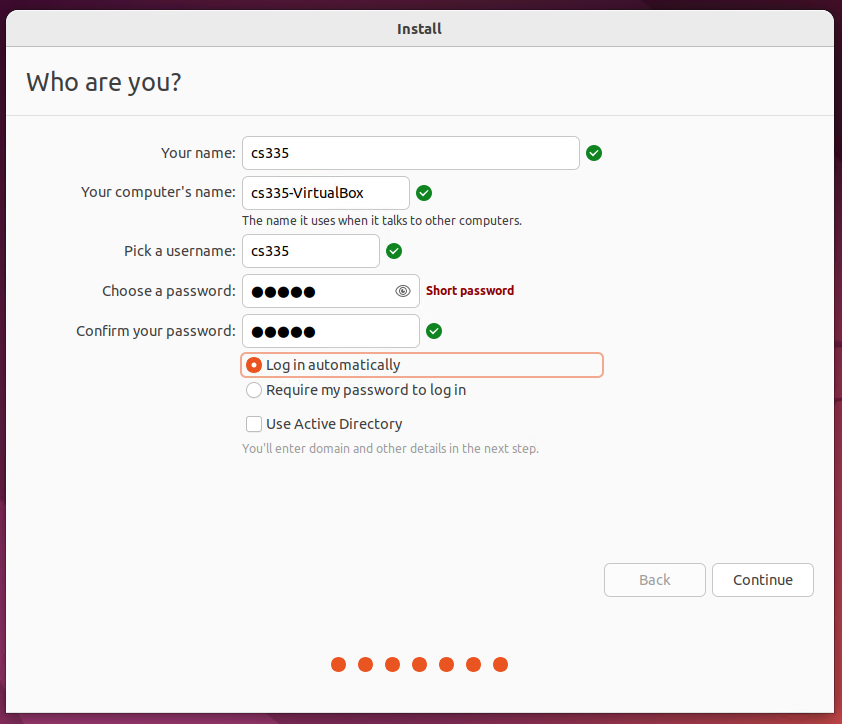 Install
Who are you?
Your name: cs335
Your computer's name: cs335-VirtualBox
The name it uses when it talks to other computers.
Pick a username: cs335
Choose a password: ●●●●● Short password
Confirm your password: ●●●●●
Log in automatically
Require my password to log in
Use Active Directory
You'll enter domain and other details in the next step.
Back Continue